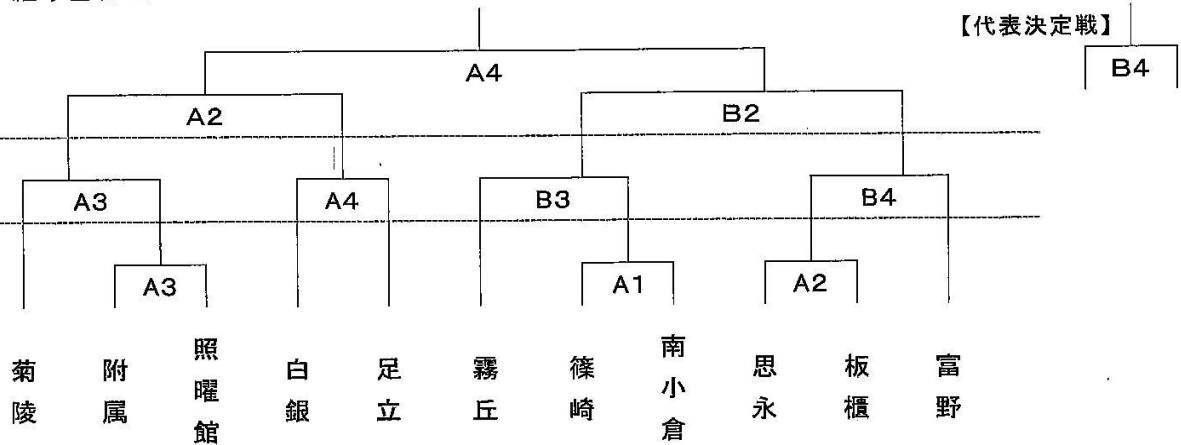 【代表決定戦】
A4
B4
A2
B2
A3
A4
B3
B4
A3
A1
A2
菊陵
附属
照曜館
白銀
足立
霧丘
篠崎
南小倉
思永
板櫃
富野